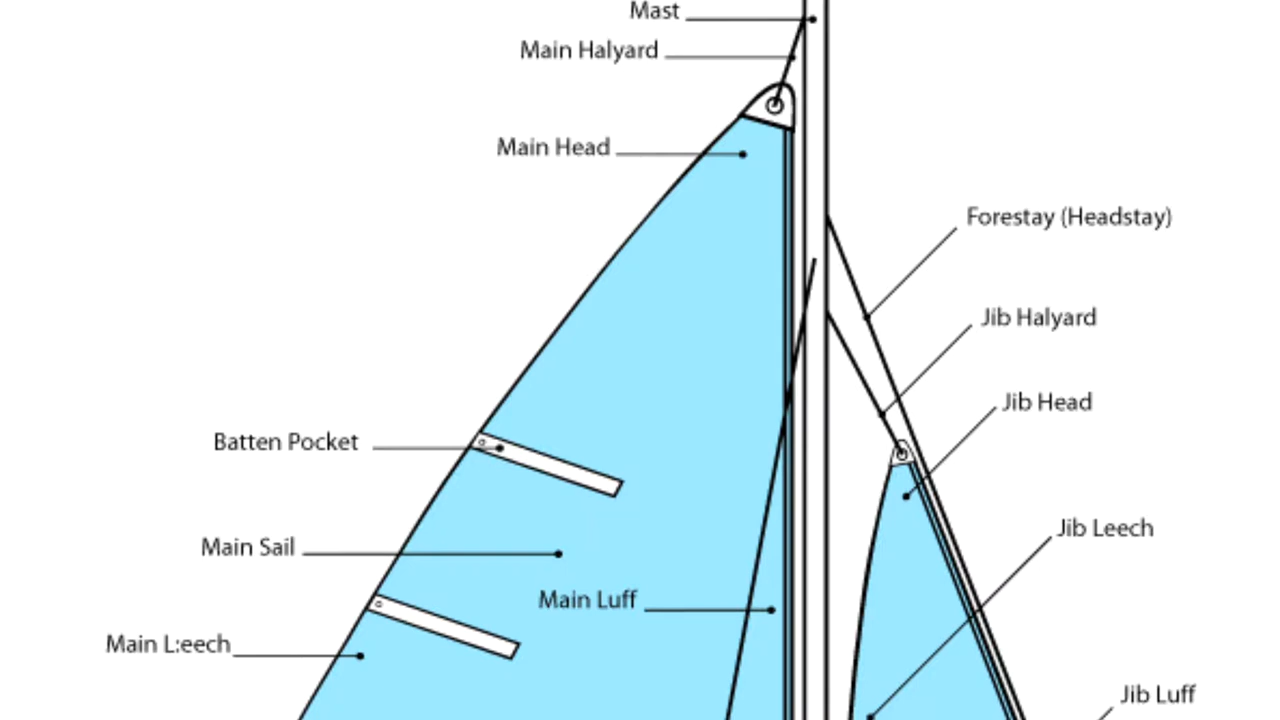 Mast
Main Halyard
Main Head
Forestay (Headstay)
Jib Halyard
Jib Head
Batten Pocket
Jib Leech
Main Sail
Main Luff
Main L:eech
Jib Luff